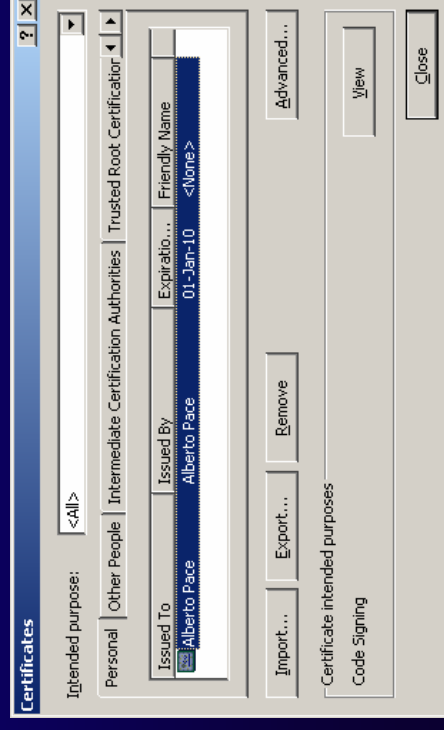 Certificates
Intended purpose: <All>
Personal Other People Intermediate Certification Authorities Trusted Root Certification
Issued To Issued By Expiratio... Friendly Name
Alberto Pace Alberto Pace 01-Jan-10 <None>
Import... Export... Remove Advanced...
Certificate intended purposes
Code Signing
View
Close